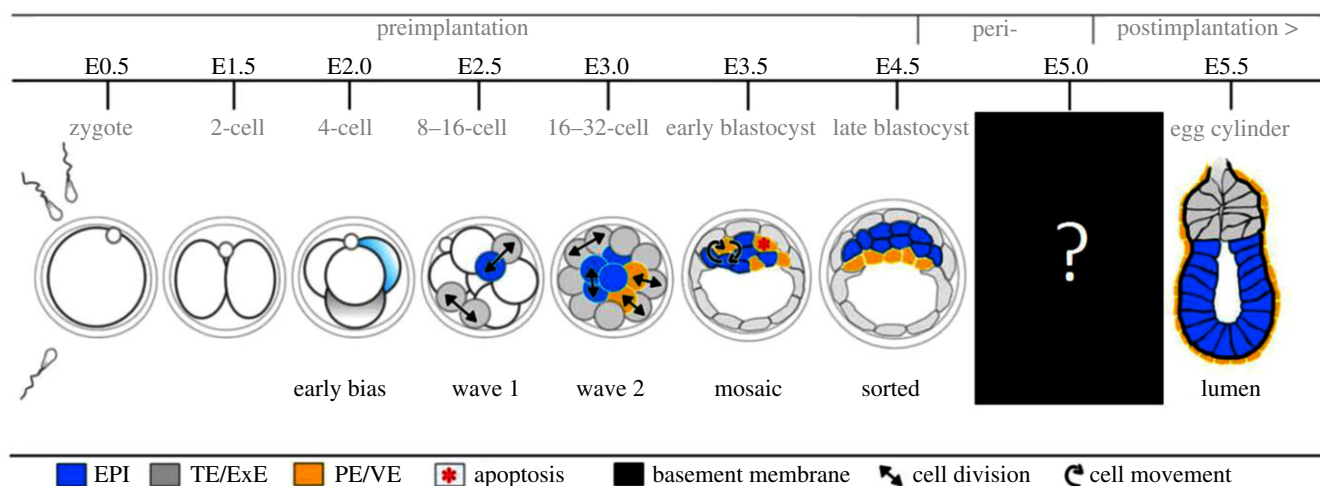 preimplantation peri- postimplantation >
E0.5 E1.5 E2.0 E2.5 E3.0 E3.5 E4.5 E5.0 E5.5
zygote 2-cell 4-cell 8–16-cell 16–32-cell early blastocyst late blastocyst egg cylinder
?
early bias wave 1 wave 2 mosaic sorted lumen
EPI TE/ExE PE/VE apoptosis basement membrane cell division cell movement